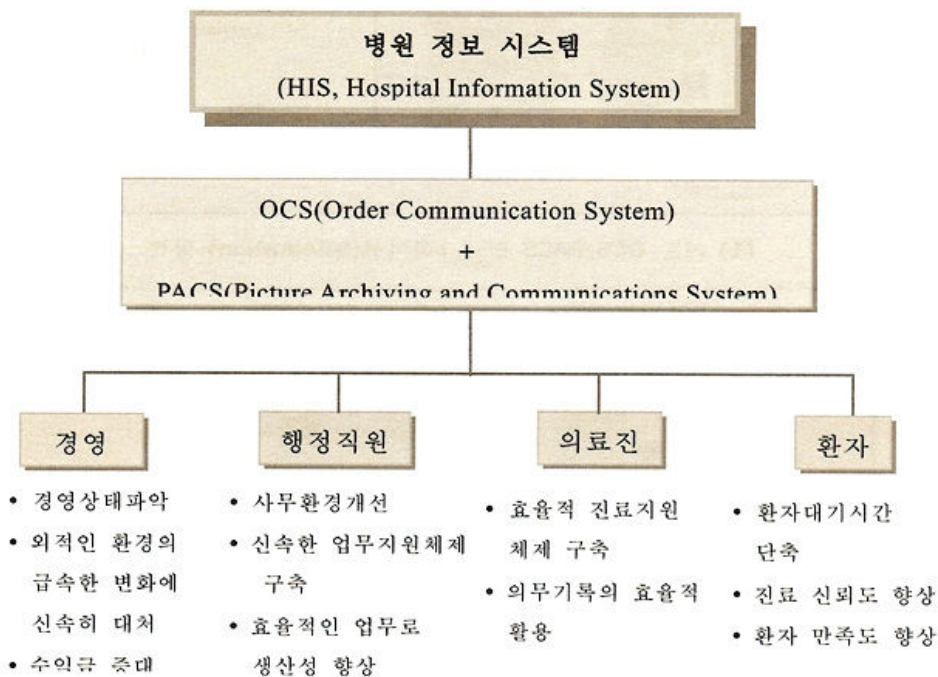 병원 정보 시스템
(HIS, Hospital Information System)
OCS(Order Communication System)
+
PACS(Picture Archiving and Communications System)
경영
• 경영상태파악
• 외적인 환경의
급속한 변화에
신속히 대처
• 수익금 증대
행정직원
• 사무환경개선
• 신속한 업무지원체제
구축
• 효율적인 업무로
생산성 향상
의료진
• 효율적 진료지원
체제 구축
• 의무기록의 효율적
활용
환자
• 환자대기시간
단축
• 진료 신뢰도 향상
• 환자 만족도 향상